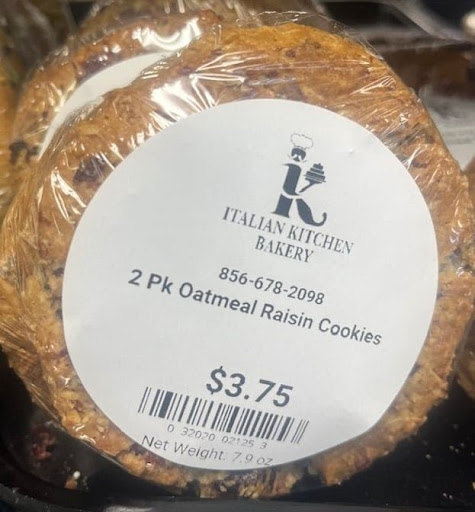 K
ITALIAN KITCHEN
BAKERY
856-678-2098
2 Pk Oatmeal Raisin Cookies
$3.75
0 32020 02125 3
Net Weight: 7.9 oz